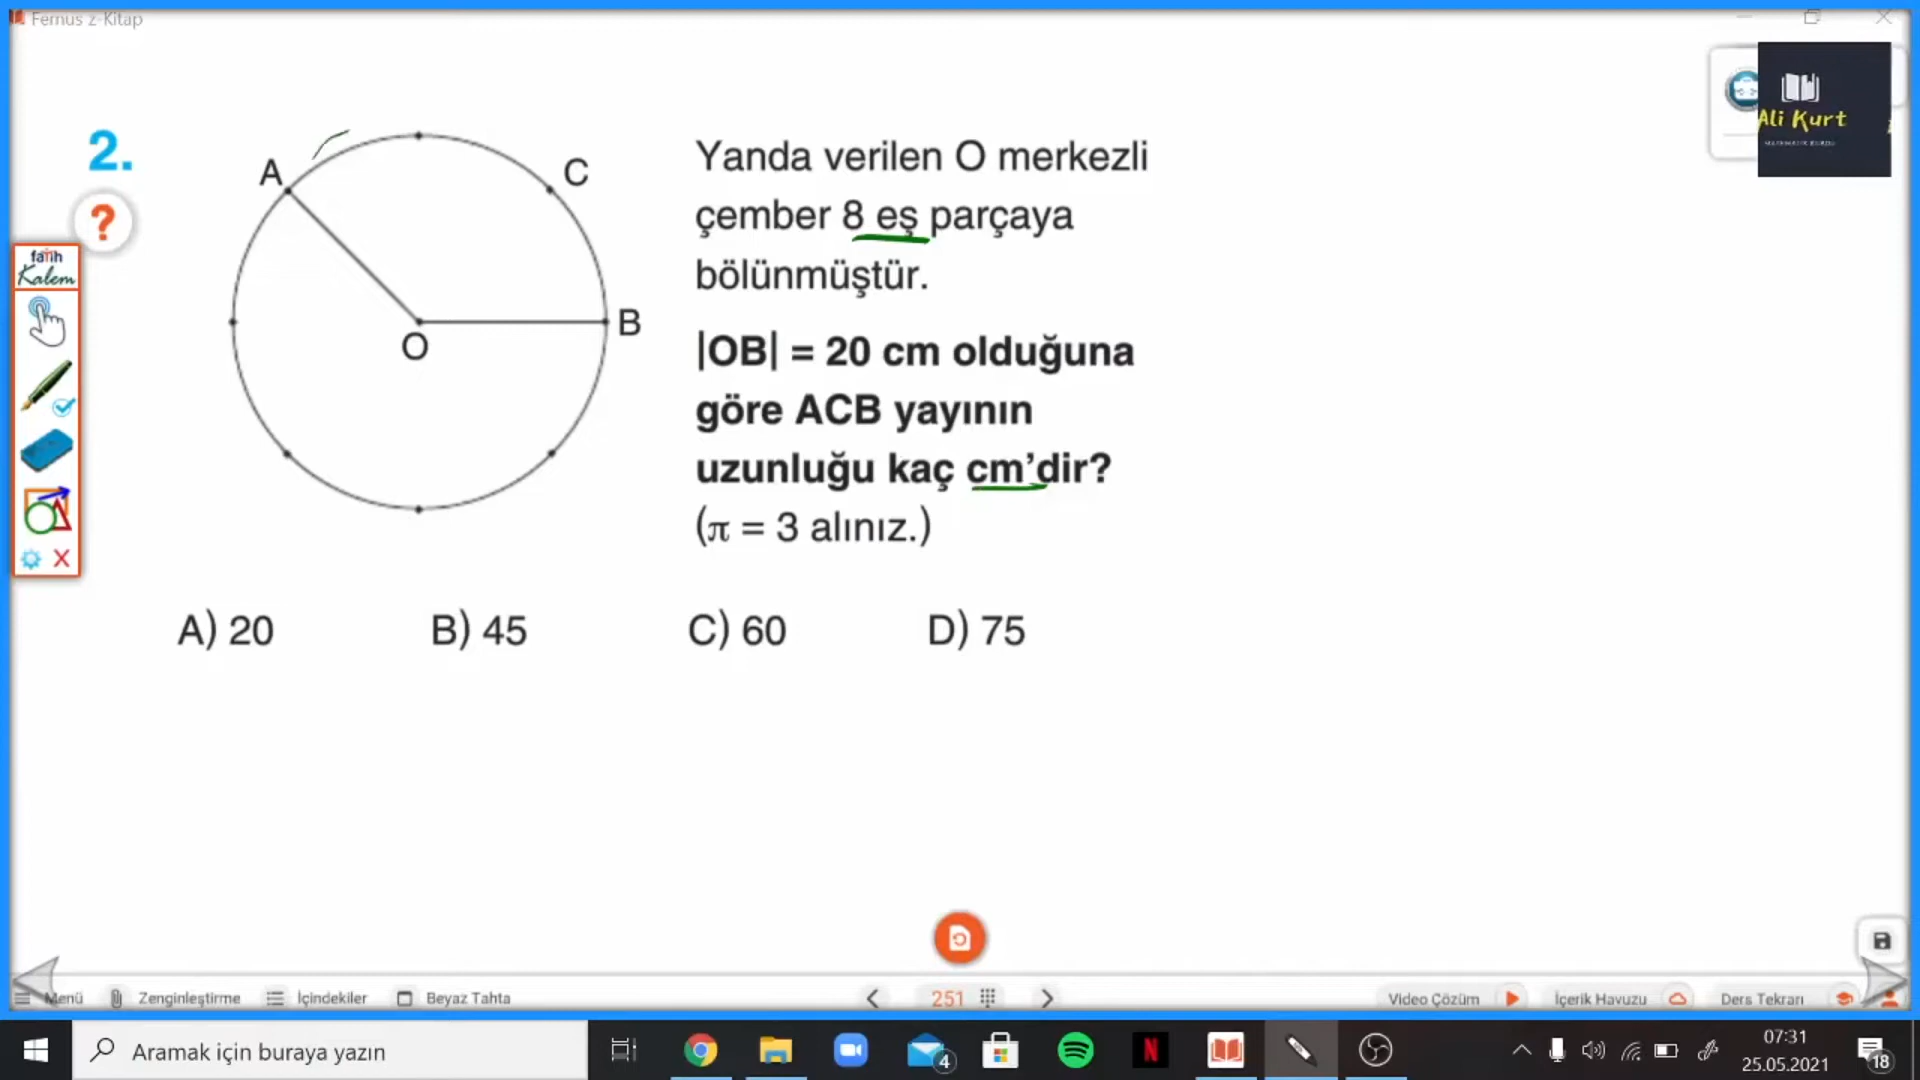 Fernus z-Kitap
Ali Kurt
2.
?
A
C
B
O
Yanda verilen O merkezli
çember 8 eş parçaya
bölünmüştür.
|OB| = 20 cm olduğuna
göre ACB yayının
uzunluğu kaç cm'dir?
(π = 3 alınız.)
fatih
Kalem
A) 20 B) 45 C) 60 D) 75
Menü Zenginleştirme İçindekiler Beyaz Tahta 251 Video Çözüm İçerik Havuzu Ders Tekrarı
Aramak için buraya yazın
4
N
07:31
25.05.2021
18